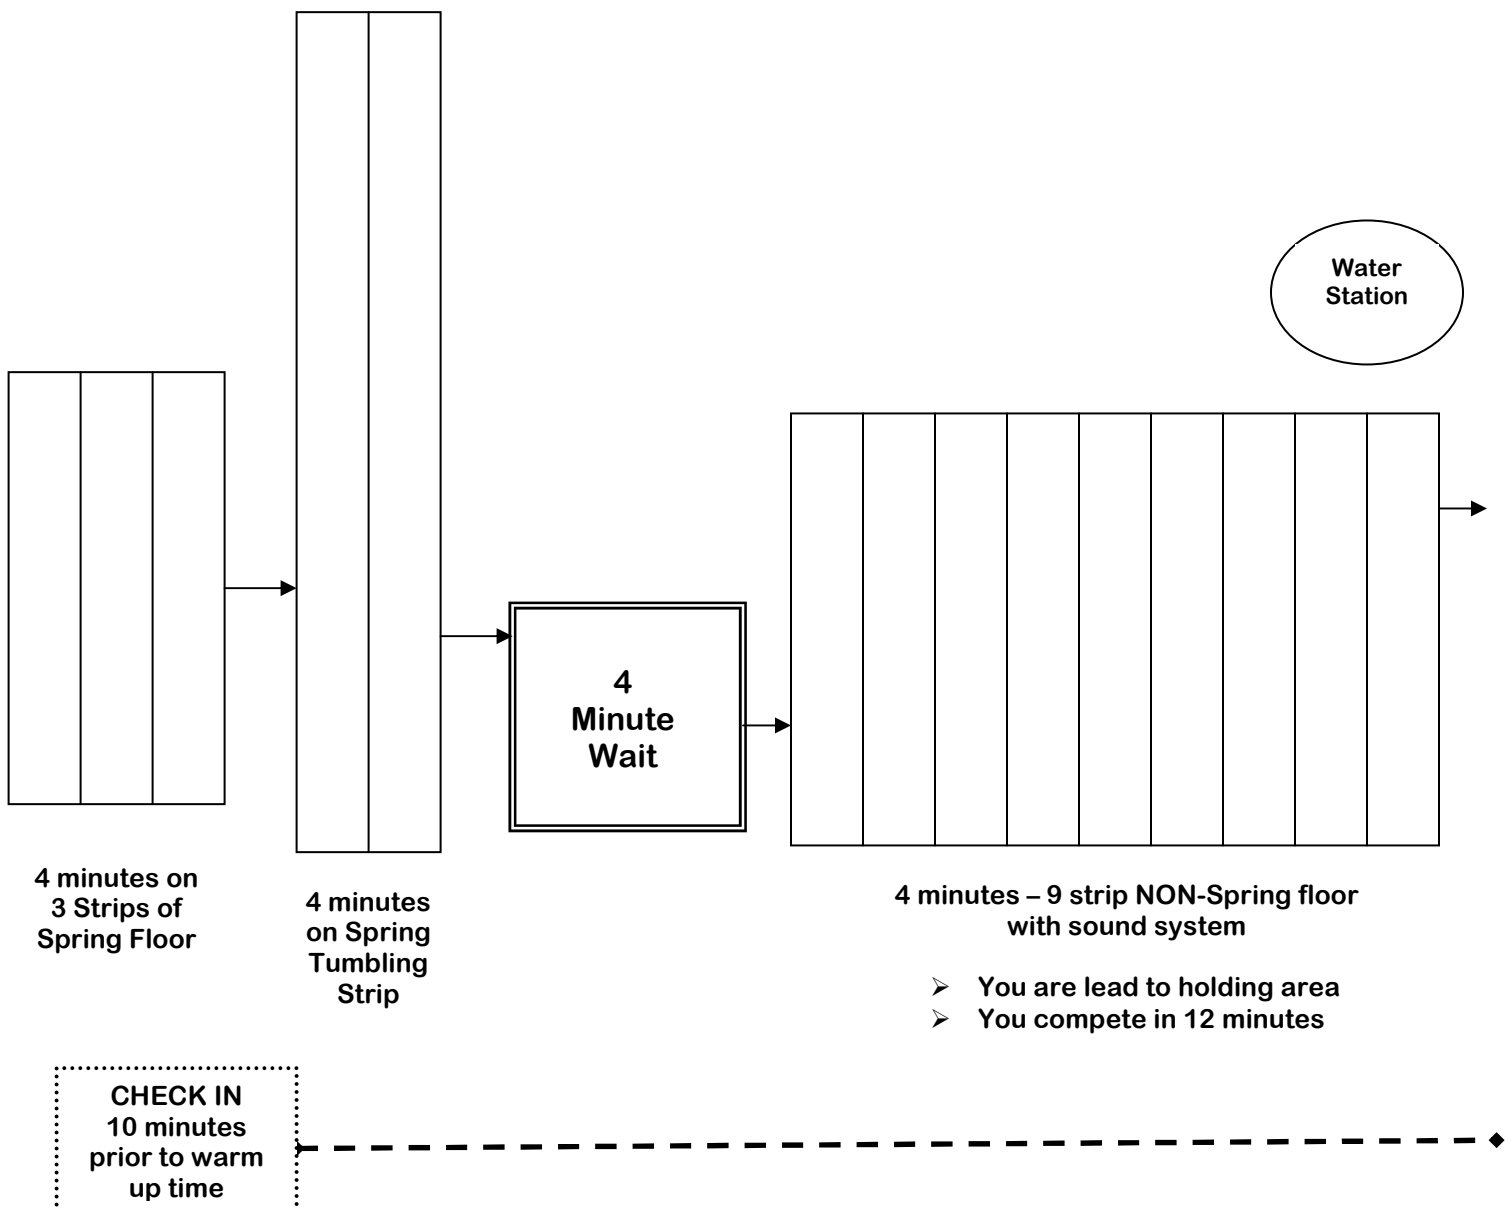 Water
Station
4
Minute
Wait
4 minutes on
3 Strips of
Spring Floor
4 minutes
on Spring
Tumbling
Strip
4 minutes – 9 strip NON-Spring floor
with sound system
➢ You are lead to holding area
➢ You compete in 12 minutes
CHECK IN
10 minutes
prior to warm
up time